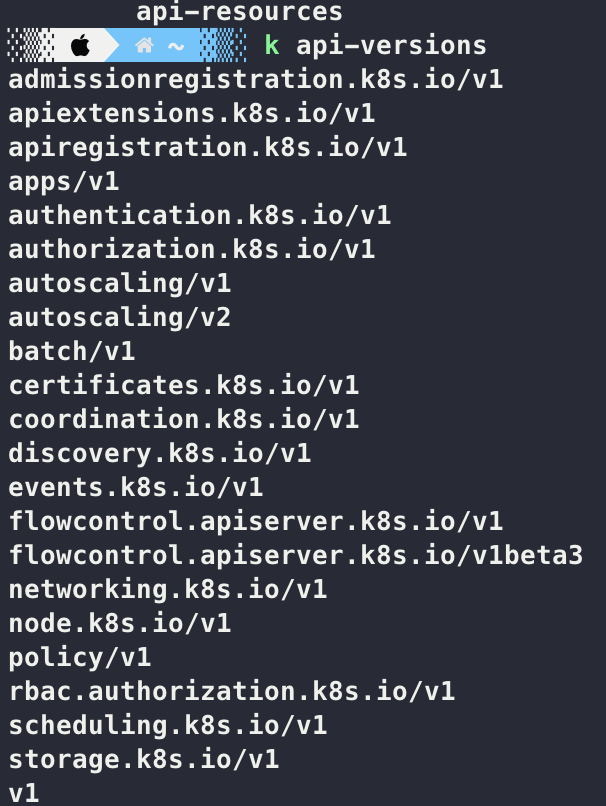 api-resources
~ k api-versions
admissionregistration.k8s.io/v1
apiextensions.k8s.io/v1
apiregistration.k8s.io/v1
apps/v1
authentication.k8s.io/v1
authorization.k8s.io/v1
autoscaling/v1
autoscaling/v2
batch/v1
certificates.k8s.io/v1
coordination.k8s.io/v1
discovery.k8s.io/v1
events.k8s.io/v1
flowcontrol.apiserver.k8s.io/v1
flowcontrol.apiserver.k8s.io/v1beta3
networking.k8s.io/v1
node.k8s.io/v1
policy/v1
rbac.authorization.k8s.io/v1
scheduling.k8s.io/v1
storage.k8s.io/v1
v1